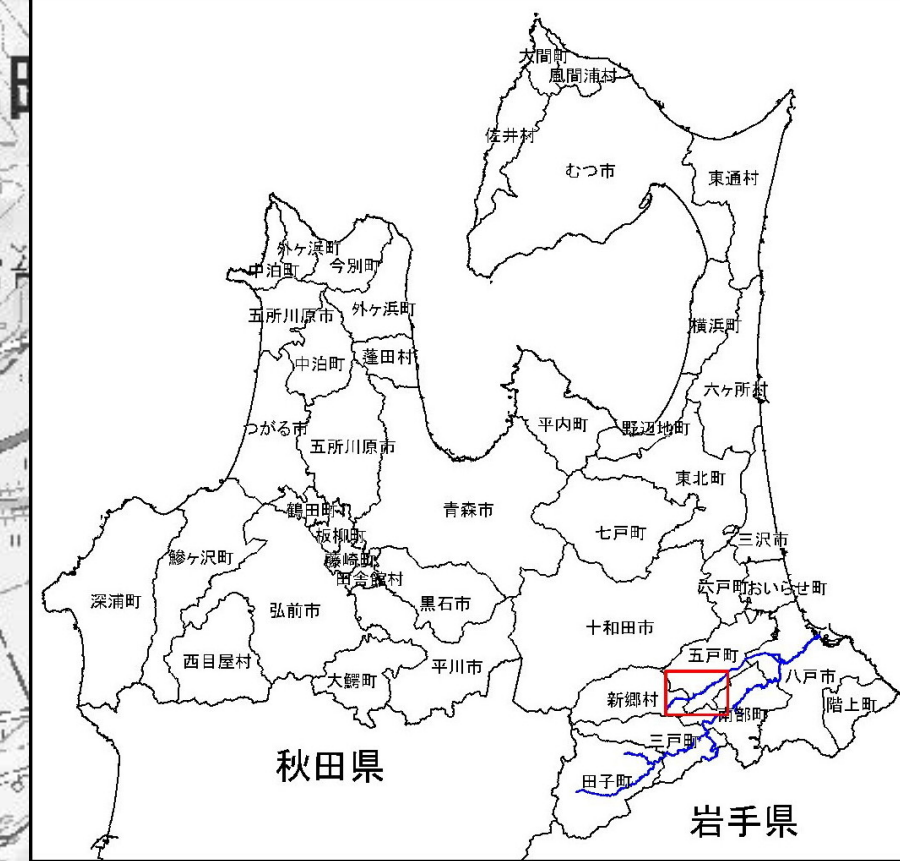 大間町
風間浦村
佐井村
むつ市
東通村
外ヶ浜町
中泊町
今別町
五所川原市
外ヶ浜町
横浜町
中泊町
蓬田村
六ヶ所村
つがる市
五所川原市
平内町
野辺地町
東北町
鶴田町
青森市
板柳町
七戸町
三沢市
鰺ヶ沢町
藤崎町
田舎館村
六戸町
おいらせ町
深浦町
弘前市
黒石市
十和田市
西目屋村
大鰐町
平川市
五戸町
八戸市
新郷村
南部町
階上町
三戸町
秋田県
田子町
岩手県